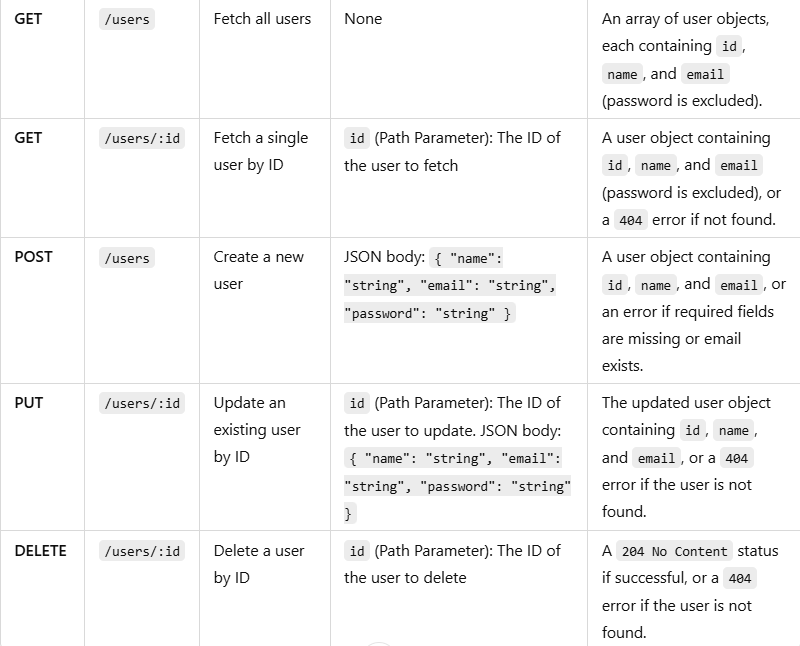 GET
/users
Fetch all users
None
An array of user objects,
each containing id ,
name , and email
(password is excluded).
GET
/users/:id
Fetch a single
user by ID
id (Path Parameter): The ID of
the user to fetch
A user object containing
id , name , and email
(password is excluded), or
a 404 error if not found.
POST
/users
Create a new
user
JSON body: { "name":
"string", "email": "string",
"password": "string" }
A user object containing
id , name , and email , or
an error if required fields
are missing or email
exists.
PUT
/users/:id
Update an
existing user
by ID
id (Path Parameter): The ID of
the user to update. JSON body:
{ "name": "string", "email":
"string", "password": "string"
}
The updated user object
containing id , name ,
and email , or a 404
error if the user is not
found.
DELETE
/users/:id
Delete a user
by ID
id (Path Parameter): The ID of
the user to delete
A 204 No Content status
if successful, or a 404
error if the user is not
found.